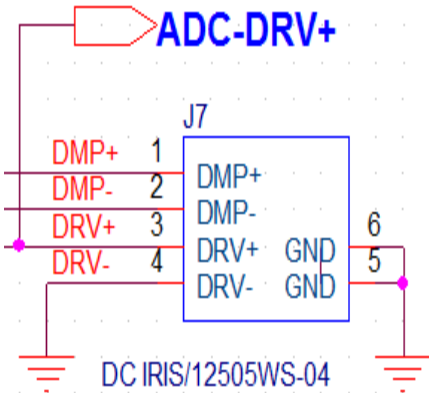 ADC-DRV+
J7
DMP+ 1 DMP+
DMP- 2 DMP-
DRV+ 3 DRV+ GND 6
DRV- 4 DRV- GND 5
DC IRIS/12505WS-04